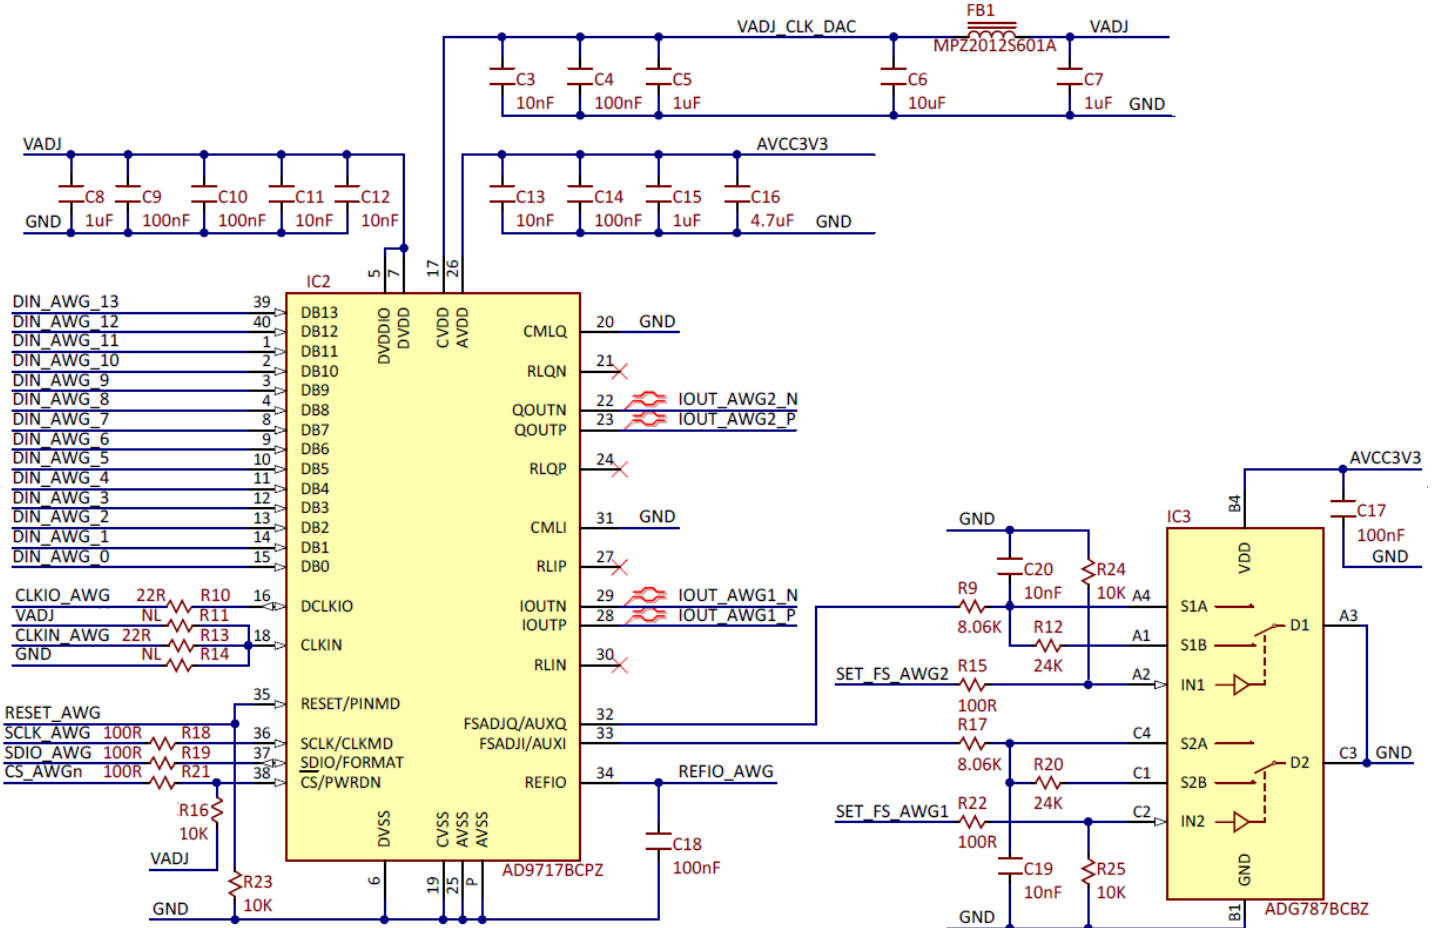 FB1
VADJ_CLK_DAC
VADJ
MPZ2012S601A
C3
10nF
C4
100nF
C5
1uF
C6
10uF
C7
1uF
GND
VADJ
C8
1uF
C9
100nF
C10
100nF
C11
10nF
C12
10nF
GND
AVCC3V3
C13
10nF
C14
100nF
C15
1uF
C16
4.7uF
GND
5
7
17
26
IC2
DVDDIO
DVDD
CVDD
AVDD
DIN_AWG_13 39 DB13
DIN_AWG_12 40 DB12
DIN_AWG_11 1 DB11
DIN_AWG_10 2 DB10
DIN_AWG_9 3 DB9
DIN_AWG_8 4 DB8
DIN_AWG_7 8 DB7
DIN_AWG_6 9 DB6
DIN_AWG_5 10 DB5
DIN_AWG_4 11 DB4
DIN_AWG_3 12 DB3
DIN_AWG_2 13 DB2
DIN_AWG_1 14 DB1
DIN_AWG_0 15 DB0
CLKIO_AWG 22R R10 16 DCLKIO
VADJ NL R11
CLKIN_AWG 22R R13 18 CLKIN
GND NL R14
35 RESET/PINMD
RESET_AWG
SCLK_AWG 100R R18 36 SCLK/CLKMD
SDIO_AWG 100R R19 37 SDIO/FORMAT
CS_AWGn 100R R21 38 CS/PWRDN
R16
10K
VADJ
R23
10K
GND
CMLQ 20 GND
RLQN 21
QOUTN 22 IOUT_AWG2_N
QOUTP 23 IOUT_AWG2_P
RLQP 24
CMLI 31 GND
RLIP 27
IOUTN 29 IOUT_AWG1_N
IOUTP 28 IOUT_AWG1_P
RLIN 30
FSADJQ/AUXQ 32
FSADJI/AUXI 33
REFIO 34 REFIO_AWG
C18
100nF
DVSS
CVSS
AVSS
AVSS
6
19
25
P
AD9717BCPZ
GND
C20
10nF
R24
10K
R9
8.06K
R12
24K
SET_FS_AWG2 R15
100R
R17
8.06K
R20
24K
SET_FS_AWG1 R22
100R
C19
10nF
R25
10K
GND
AVCC3V3
C17
100nF
GND
IC3
B4
VDD
A4 S1A
A1 S1B
A2 IN1
D1 A3
C4 S2A
C1 S2B
C2 IN2
D2 C3 GND
GND
B1
ADG787BCBZ